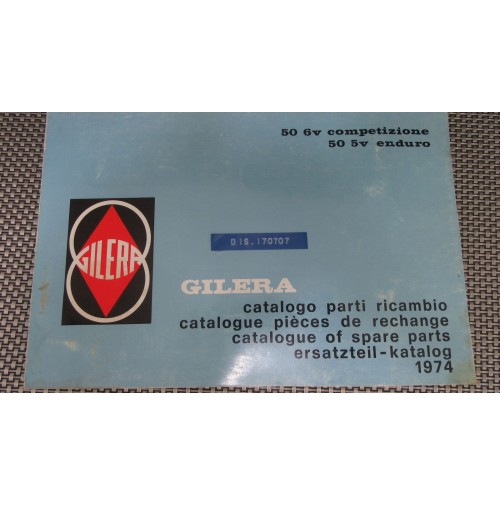 50 6v competizione
50 5v enduro
GILERA
DIS.170707
GILERA
catalogo parti ricambio
catalogue pièces de rechange
catalogue of spare parts
ersatzteil-katalog
1974